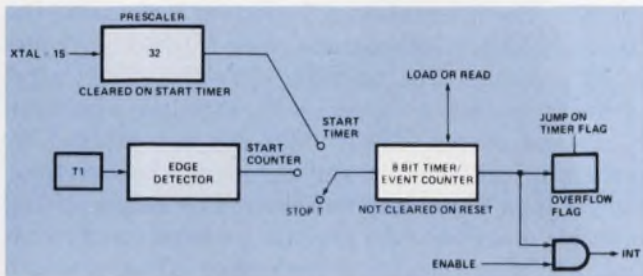 PRESCALER
XTAL - 15
32
CLEARED ON START TIMER
LOAD OR READ
JUMP ON
TIMER FLAG
START
TIMER
START
COUNTER
T1
EDGE
DETECTOR
8 BIT TIMER/
EVENT COUNTER
STOP T
NOT CLEARED ON RESET
OVERFLOW
FLAG
ENABLE
INT